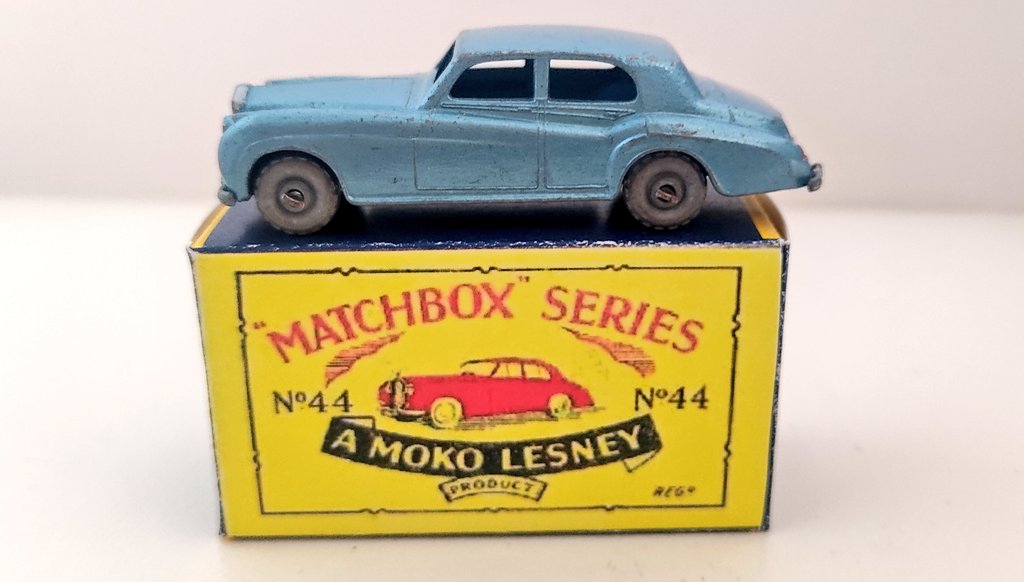 "MATCHBOX" SERIES
Nº44 Nº44
A MOKO LESNEY
PRODUCT
REGD